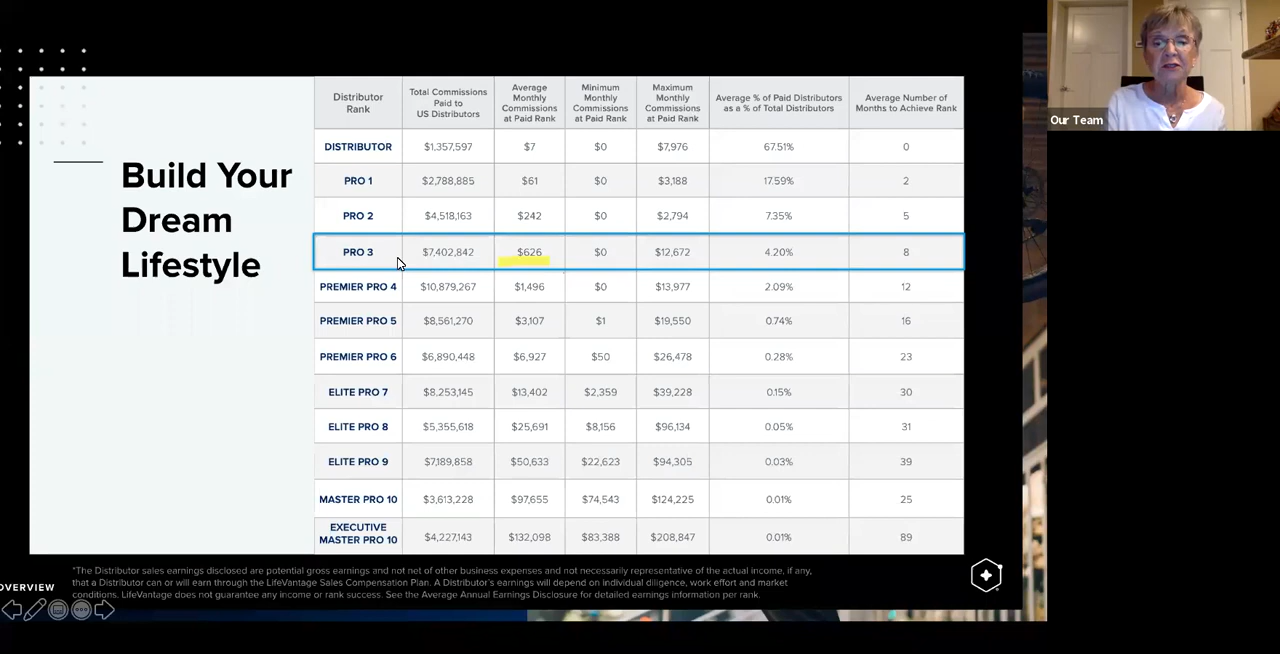 Our Team
Build Your
Dream
Lifestyle
Distributor
Rank
Total Commissions
Paid to
US Distributors
Average
Monthly
Commissions
at Paid Rank
Minimum
Monthly
Commissions
at Paid Rank
Maximum
Monthly
Commissions
at Paid Rank
Average % of Paid Distributors
as a % of Total Distributors
Average Number of
Months to Achieve Rank
DISTRIBUTOR $1,357,597 $7 $0 $7,976 67.51% 0
PRO 1 $2,788,885 $61 $0 $3,188 17.59% 2
PRO 2 $4,518,163 $242 $0 $2,794 7.35% 5
PRO 3 $7,402,842 $626 $0 $12,672 4.20% 8
PREMIER PRO 4 $10,879,267 $1,496 $0 $13,977 2.09% 12
PREMIER PRO 5 $8,561,270 $3,107 $1 $19,550 0.74% 16
PREMIER PRO 6 $6,890,448 $6,927 $50 $26,478 0.28% 23
ELITE PRO 7 $8,253,145 $13,402 $2,359 $39,228 0.15% 30
ELITE PRO 8 $5,355,618 $25,691 $8,156 $96,134 0.05% 31
ELITE PRO 9 $7,189,858 $50,633 $22,623 $94,305 0.03% 39
MASTER PRO 10 $3,613,228 $97,655 $74,543 $124,225 0.01% 25
EXECUTIVE
MASTER PRO 10 $4,227,143 $132,098 $83,388 $208,847 0.01% 89
*The Distributor sales earnings disclosed are potential gross earnings and not net of other business expenses and not necessarily representative of the actual income, if any,
that a Distributor can or will earn through the LifeVantage Sales Compensation Plan. A Distributor's earnings will depend on individual diligence, work effort and market
conditions. LifeVantage does not guarantee any income or rank success. See the Average Annual Earnings Disclosure for detailed earnings information per rank.
OVERVIEW